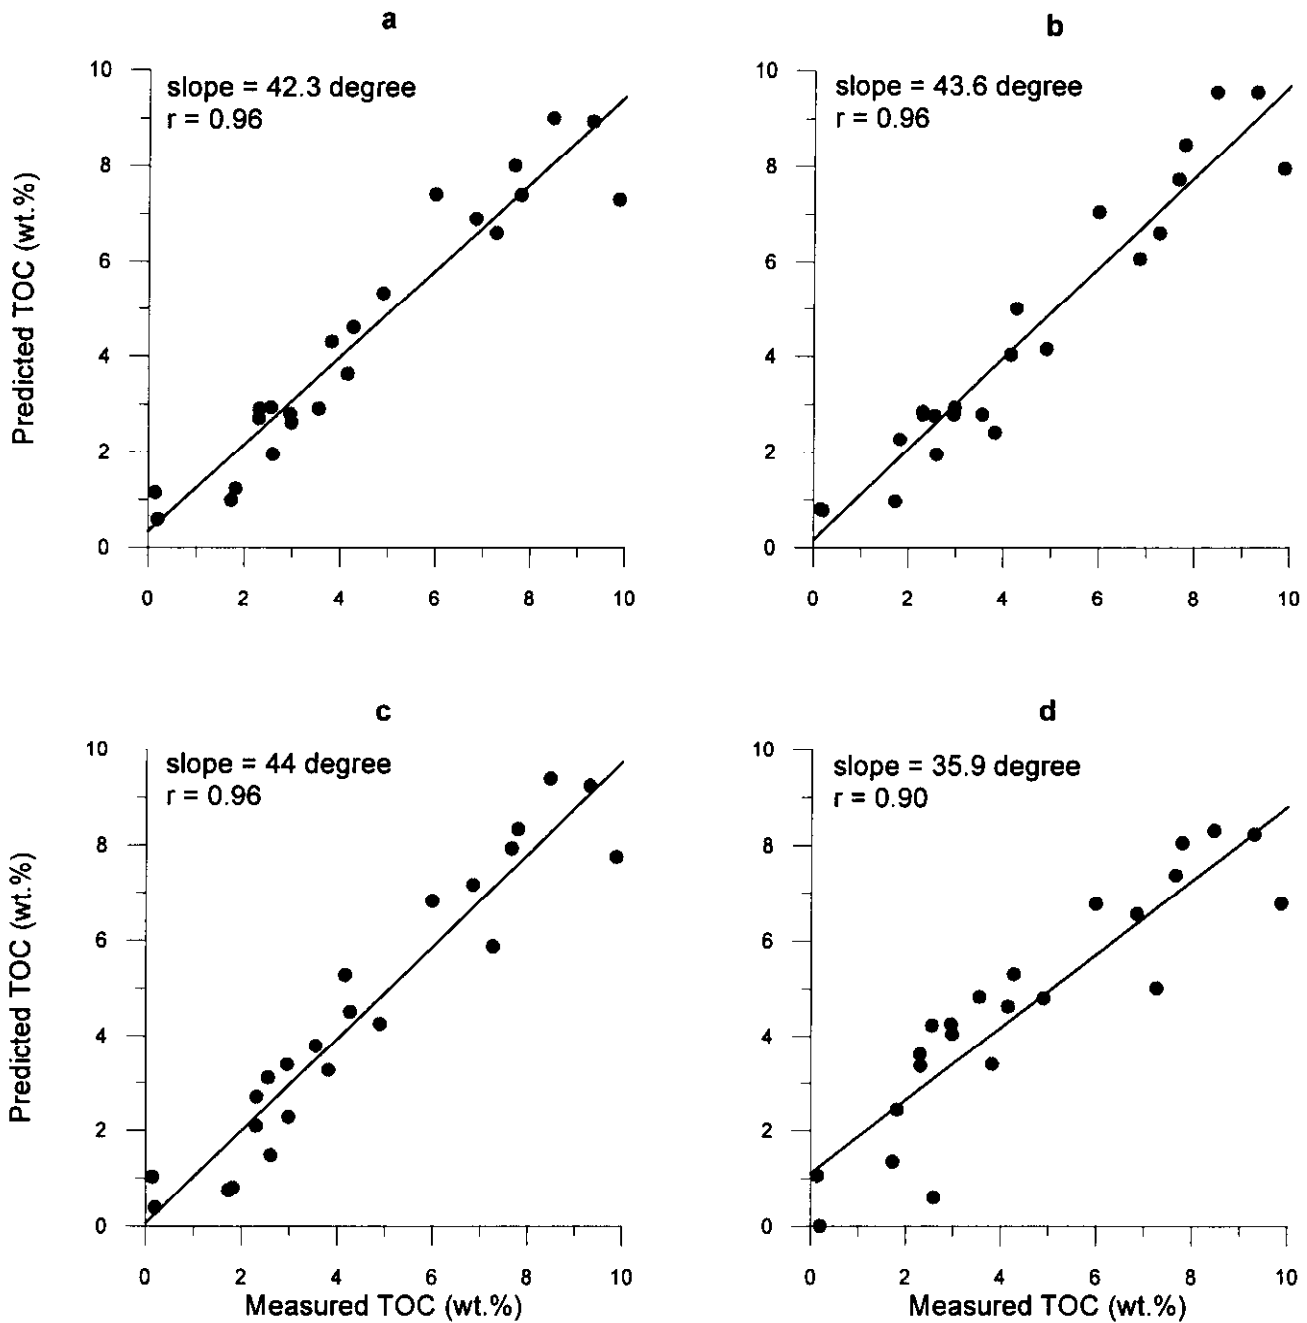 a
slope = 42.3 degree
r = 0.96
10
8
6
4
2
0
0 2 4 6 8 10
Predicted TOC (wt.%)
b
slope = 43.6 degree
r = 0.96
10
8
6
4
2
0
0 2 4 6 8 10
c
slope = 44 degree
r = 0.96
10
8
6
4
2
0
0 2 4 6 8 10
Predicted TOC (wt.%)
Measured TOC (wt.%)
d
slope = 35.9 degree
r = 0.90
10
8
6
4
2
0
0 2 4 6 8 10
Measured TOC (wt.%)